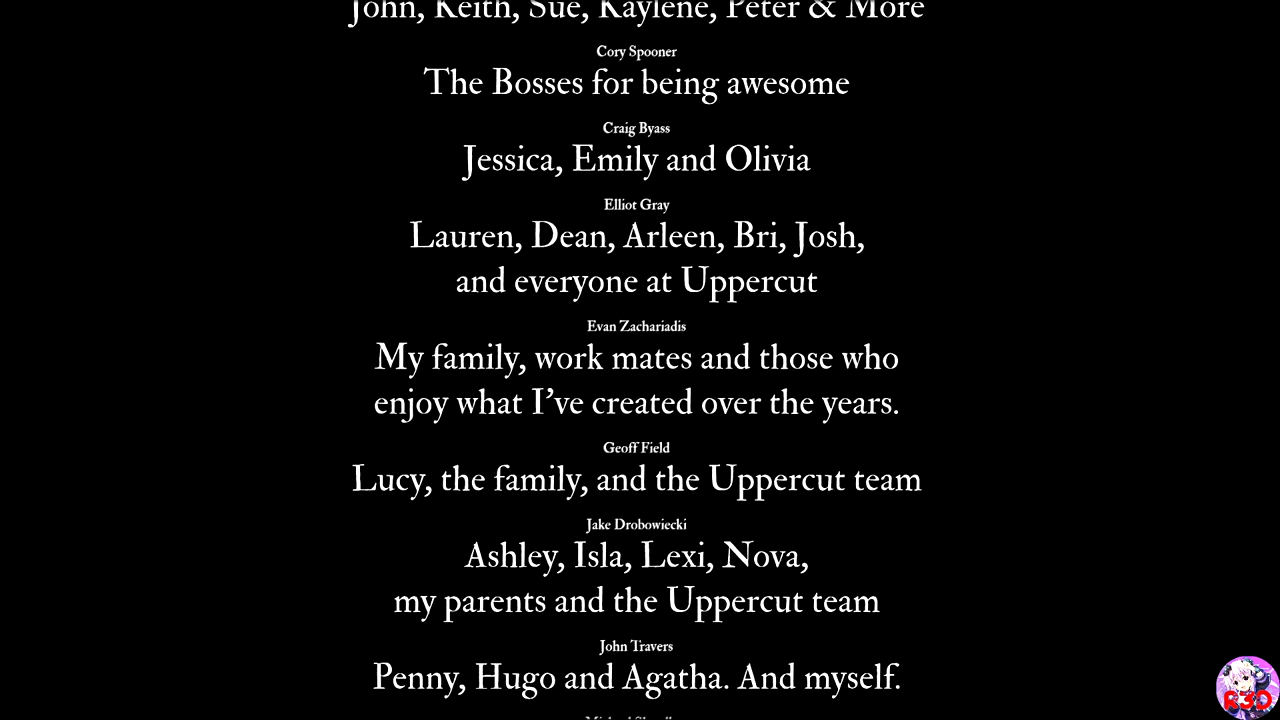 John, Keith, Sue, Kaylene, Peter & More
Cory Spooner
The Bosses for being awesome
Craig Byass
Jessica, Emily and Olivia
Elliot Gray
Lauren, Dean, Arleen, Bri, Josh,
and everyone at Uppercut
Evan Zachariadis
My family, work mates and those who
enjoy what I've created over the years.
Geoff Field
Lucy, the family, and the Uppercut team
Jake Drobowiecki
Ashley, Isla, Lexi, Nova,
my parents and the Uppercut team
John Travers
Penny, Hugo and Agatha. And myself.
R3D